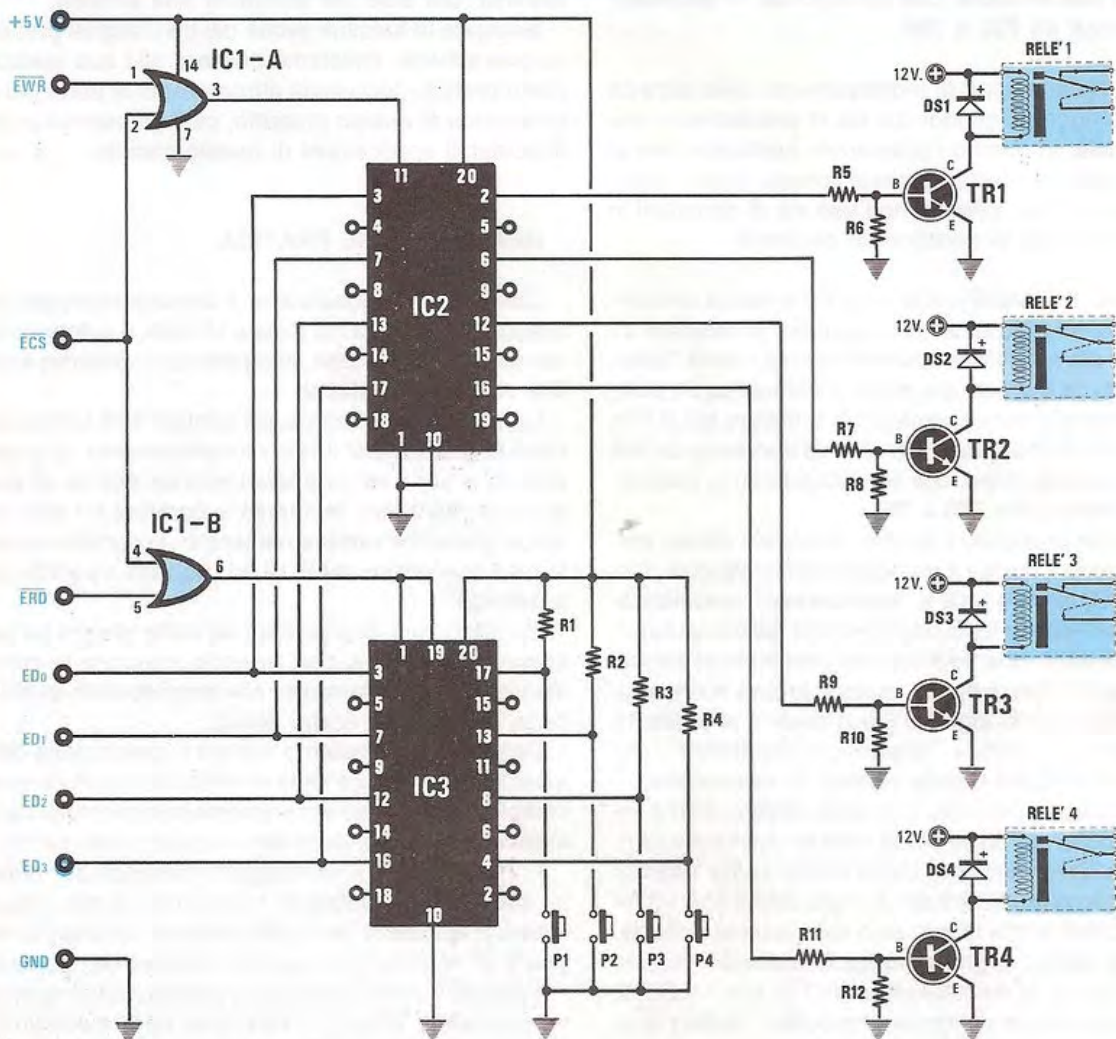 +5V.
EWR
ECS
ERD
ED0
ED1
ED2
ED3
GND
IC1-A
1
2
14
3
7
IC1-B
4
5
6
IC2
11
20
3
4
7
8
13
14
17
18
2
5
6
9
12
15
16
19
1
10
IC3
1
19
20
3
5
7
9
12
14
16
18
17
15
13
11
8
6
4
2
10
R1
R2
R3
R4
P1
P2
P3
P4
RELE' 1
12V.
+
DS1
+
R5
R6
B
C
E
TR1
RELE' 2
12V.
+
DS2
+
R7
R8
B
C
E
TR2
RELE' 3
12V.
+
DS3
+
R9
R10
B
C
E
TR3
RELE' 4
12V.
+
DS4
+
R11
R12
B
C
E
TR4